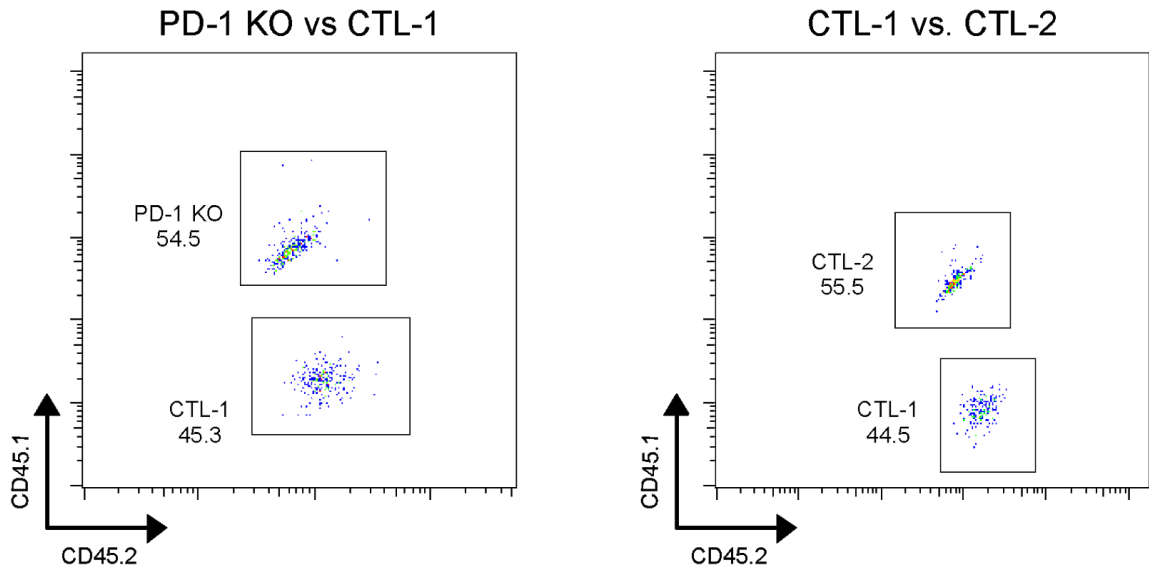 PD-1 KO vs CTL-1
PD-1 KO
54.5
CTL-1
45.3
CD45.1
CD45.2
CTL-1 vs. CTL-2
CTL-2
55.5
CTL-1
44.5
CD45.1
CD45.2